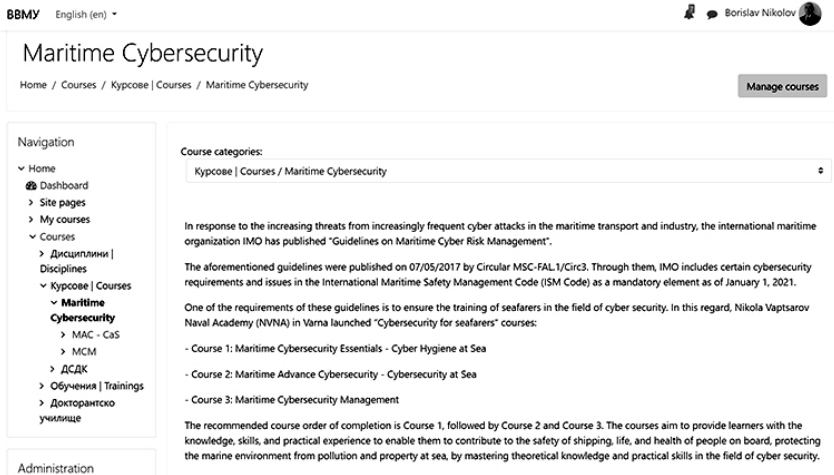 ВВМУ English (en) Borislav Nikolov
Maritime Cybersecurity
Home / Courses / Курсове | Courses / Maritime Cybersecurity
Manage courses
Navigation
Home
Dashboard
Site pages
My courses
Courses
Дисциплини |
Disciplines
Курсове | Courses
Maritime
Cybersecurity
MAC - CaS
MCM
ДСДК
Обучения | Trainings
Докторантско
училище
Administration
Course categories:
Курсове | Courses / Maritime Cybersecurity
In response to the increasing threats from increasingly frequent cyber attacks in the maritime transport and industry, the international maritime
organization IMO has published "Guidelines on Maritime Cyber Risk Management".
The aforementioned guidelines were published on 07/05/2017 by Circular MSC-FAL.1/Circ3. Through them, IMO includes certain cybersecurity
requirements and issues in the International Maritime Safety Management Code (ISM Code) as a mandatory element as of January 1, 2021.
One of the requirements of these guidelines is to ensure the training of seafarers in the field of cyber security. In this regard, Nikola Vaptsarov
Naval Academy (NVNA) in Varna launched "Cybersecurity for seafarers" courses:
- Course 1: Maritime Cybersecurity Essentials - Cyber Hygiene at Sea
- Course 2: Maritime Advance Cybersecurity - Cybersecurity at Sea
- Course 3: Maritime Cybersecurity Management
The recommended course order of completion is Course 1, followed by Course 2 and Course 3. The courses aim to provide learners with the
knowledge, skills, and practical experience to enable them to contribute to the safety of shipping, life, and health of people on board, protecting
the marine environment from pollution and property at sea, by mastering theoretical knowledge and practical skills in the field of cyber security.